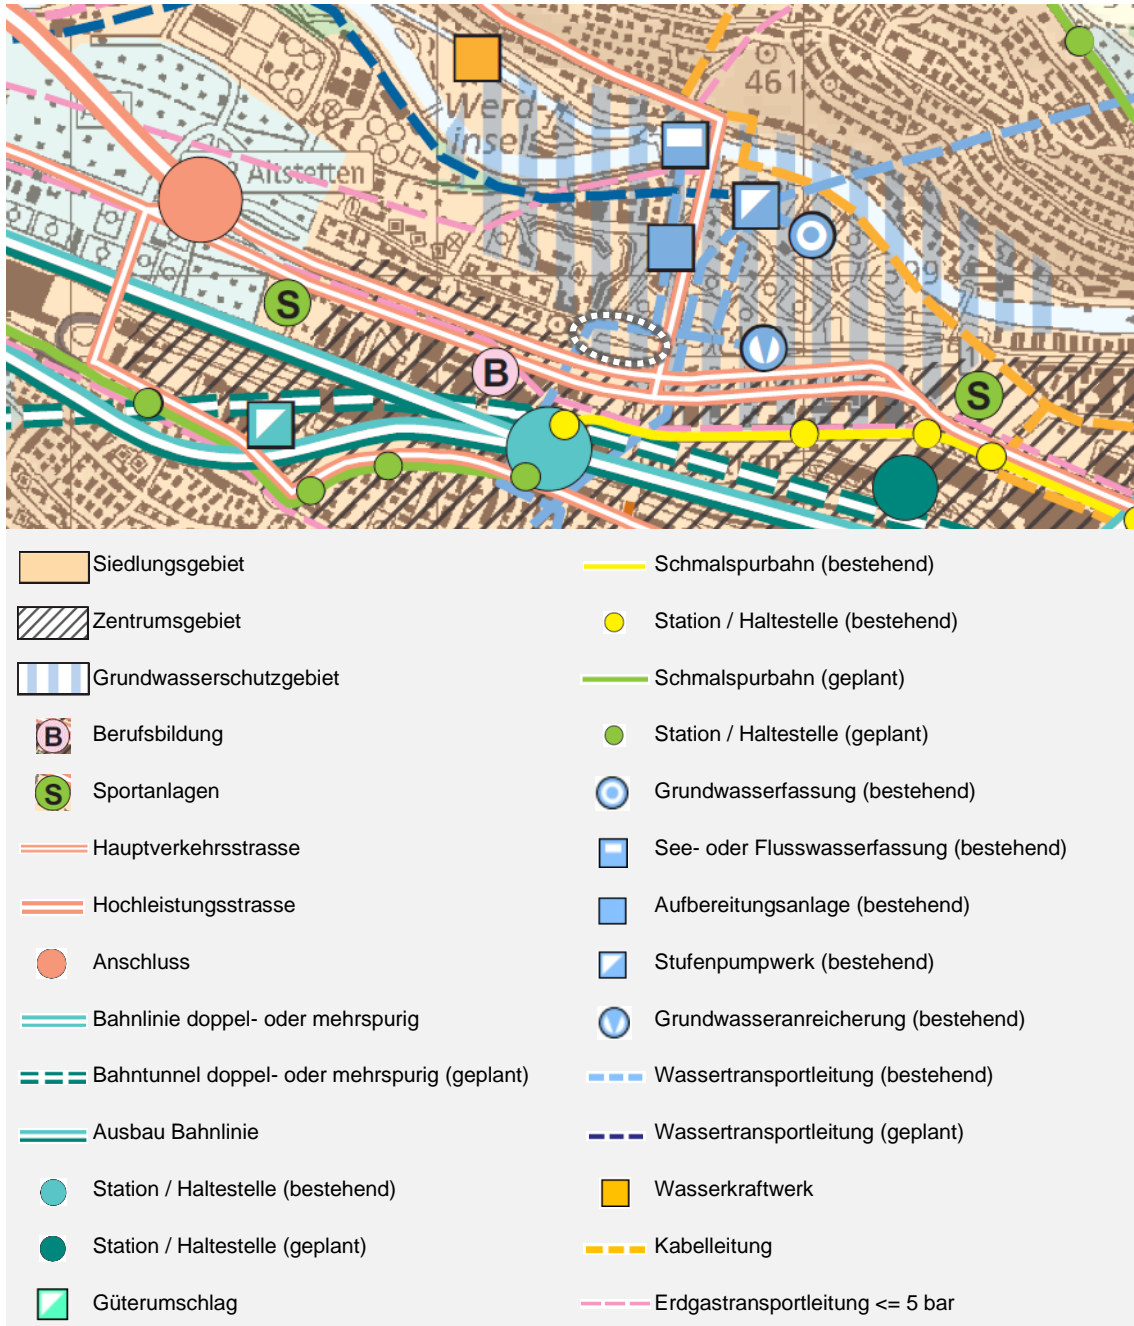 461
Werd-
insel
Altstetten
S
399
B
S
Siedlungsgebiet
Zentrumsgebiet
Grundwasserschutzgebiet
B Berufsbildung
S Sportanlagen
Hauptverkehrsstrasse
Hochleistungsstrasse
Anschluss
Bahnlinie doppel- oder mehrspurig
Bahntunnel doppel- oder mehrspurig (geplant)
Ausbau Bahnlinie
Station / Haltestelle (bestehend)
Station / Haltestelle (geplant)
Güterumschlag
Schmalspurbahn (bestehend)
Station / Haltestelle (bestehend)
Schmalspurbahn (geplant)
Station / Haltestelle (geplant)
Grundwasserfassung (bestehend)
See- oder Flusswasserfassung (bestehend)
Aufbereitungsanlage (bestehend)
Stufenpumpwerk (bestehend)
Grundwasseranreicherung (bestehend)
Wassertransportleitung (bestehend)
Wassertransportleitung (geplant)
Wasserkraftwerk
Kabelleitung
Erdgastransportleitung <= 5 bar